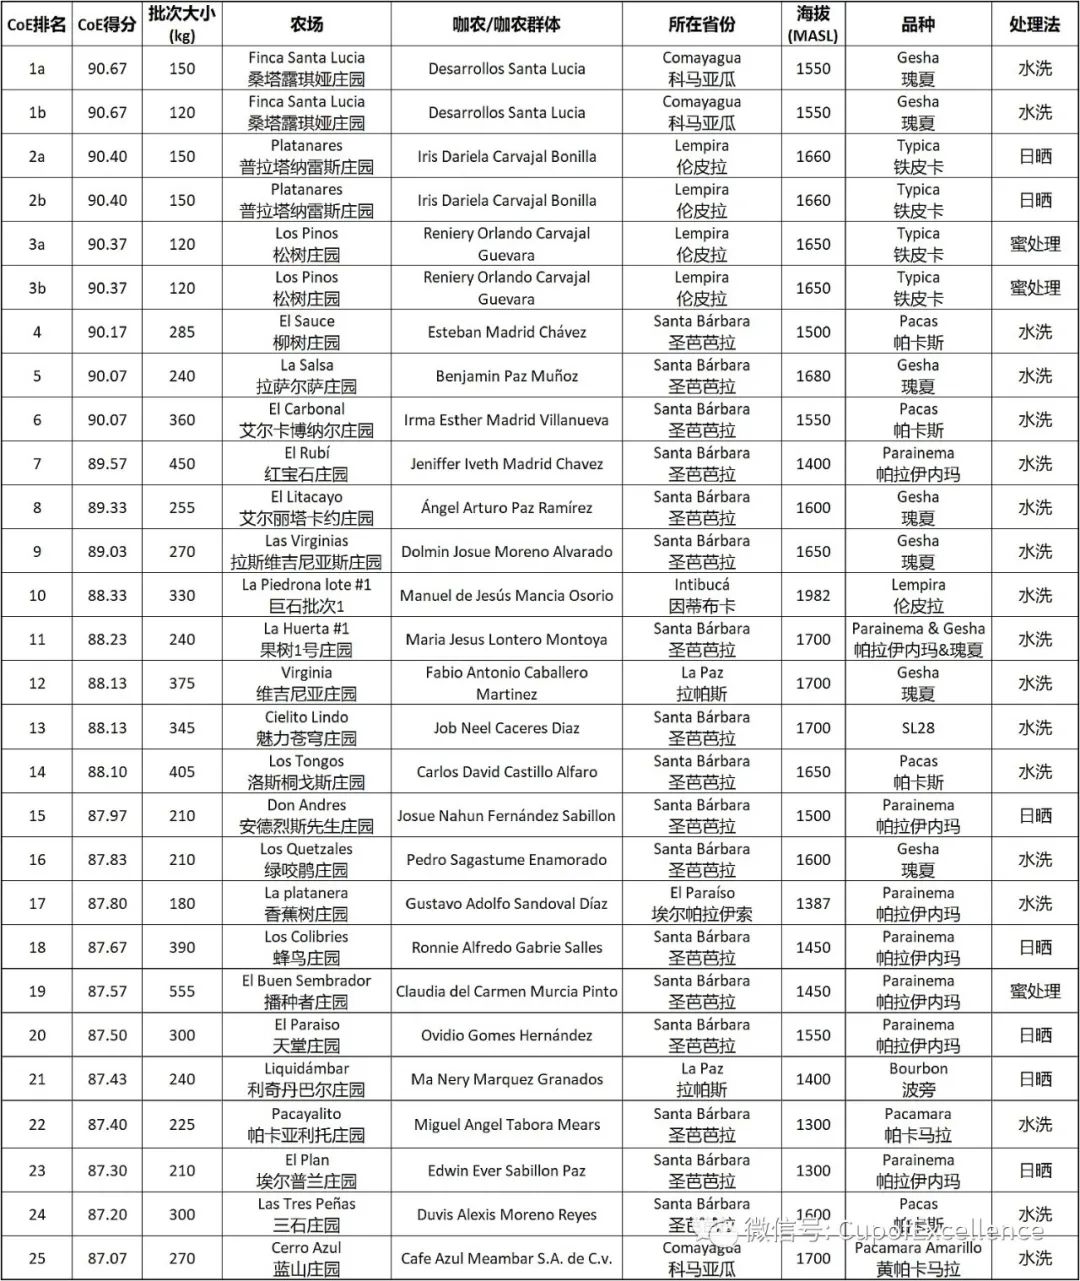 CoE排名 CoE得分 批次大小 (kg) 农场 咖农/咖农群体 所在省份 海拔 (MASL) 品种 处理法
1a 90.67 150 Finca Santa Lucia 桑塔露琪娅庄园 Desarrollos Santa Lucia Comayagua 科马亚瓜 1550 Gesha 瑰夏 水洗
1b 90.67 120 Finca Santa Lucia 桑塔露琪娅庄园 Desarrollos Santa Lucia Comayagua 科马亚瓜 1550 Gesha 瑰夏 水洗
2a 90.40 150 Platanares 普拉塔纳雷斯庄园 Iris Dariela Carvajal Bonilla Lempira 伦皮拉 1660 Typica 铁皮卡 日晒
2b 90.40 150 Platanares 普拉塔纳雷斯庄园 Iris Dariela Carvajal Bonilla Lempira 伦皮拉 1660 Typica 铁皮卡 日晒
3a 90.37 120 Los Pinos 松树庄园 Reniery Orlando Carvajal Guevara Lempira 伦皮拉 1650 Typica 铁皮卡 蜜处理
3b 90.37 120 Los Pinos 松树庄园 Reniery Orlando Carvajal Guevara Lempira 伦皮拉 1650 Typica 铁皮卡 蜜处理
4 90.17 285 El Sauce 柳树庄园 Esteban Madrid Chávez Santa Bárbara 圣芭芭拉 1500 Pacas 帕卡斯 水洗
5 90.07 240 La Salsa 拉萨尔萨庄园 Benjamin Paz Muñoz Santa Bárbara 圣芭芭拉 1680 Gesha 瑰夏 水洗
6 90.07 360 El Carbonal 艾尔卡博纳尔庄园 Irma Esther Madrid Villanueva Santa Bárbara 圣芭芭拉 1550 Pacas 帕卡斯 水洗
7 89.57 450 El Rubí 红宝石庄园 Jeniffer Iveth Madrid Chavez Santa Bárbara 圣芭芭拉 1400 Parainema 帕拉伊内玛 水洗
8 89.33 255 El Litacayo 艾尔丽塔卡约庄园 Ángel Arturo Paz Ramírez Santa Bárbara 圣芭芭拉 1600 Gesha 瑰夏 水洗
9 89.03 270 Las Virginias 拉斯维吉尼亚斯庄园 Dolmin Josue Moreno Alvarado Santa Bárbara 圣芭芭拉 1650 Gesha 瑰夏 水洗
10 88.33 330 La Piedrona lote #1 巨石批次1 Manuel de Jesús Mancia Osorio Intibucá 因蒂布卡 1982 Lempira 伦皮拉 水洗
11 88.23 240 La Huerta #1 果树1号庄园 Maria Jesus Lontero Montoya Santa Bárbara 圣芭芭拉 1700 Parainema & Gesha 帕拉伊内玛&瑰夏 水洗
12 88.13 375 Virginia 维吉尼亚庄园 Fabio Antonio Caballero Martinez La Paz 拉帕斯 1700 Gesha 瑰夏 水洗
13 88.13 345 Cielito Lindo 魅力苍穹庄园 Job Neel Caceres Diaz Santa Bárbara 圣芭芭拉 1700 SL28 水洗
14 88.10 405 Los Tongos 洛斯桐戈斯庄园 Carlos David Castillo Alfaro Santa Bárbara 圣芭芭拉 1650 Pacas 帕卡斯 水洗
15 87.97 210 Don Andres 安德烈斯先生庄园 Josue Nahun Fernández Sabillon Santa Bárbara 圣芭芭拉 1500 Parainema 帕拉伊内玛 日晒
16 87.83 210 Los Quetzales 绿咬鹃庄园 Pedro Sagastume Enamorado Santa Bárbara 圣芭芭拉 1600 Gesha 瑰夏 水洗
17 87.80 180 La platanera 香蕉树庄园 Gustavo Adolfo Sandoval Díaz El Paraíso 埃尔帕拉伊索 1387 Parainema 帕拉伊内玛 水洗
18 87.67 390 Los Colibries 蜂鸟庄园 Ronnie Alfredo Gabrie Salles Santa Bárbara 圣芭芭拉 1450 Parainema 帕拉伊内玛 日晒
19 87.57 555 El Buen Sembrador 播种者庄园 Claudia del Carmen Murcia Pinto Santa Bárbara 圣芭芭拉 1450 Parainema 帕拉伊内玛 蜜处理
20 87.50 300 El Paraiso 天堂庄园 Ovidio Gomes Hernández Santa Bárbara 圣芭芭拉 1550 Parainema 帕拉伊内玛 日晒
21 87.43 240 Liquidámbar 利奇丹巴尔庄园 Ma Nery Marquez Granados La Paz 拉帕斯 1400 Bourbon 波旁 日晒
22 87.40 225 Pacayalito 帕卡亚利托庄园 Miguel Angel Tabora Mears Santa Bárbara 圣芭芭拉 1300 Pacamara 帕卡马拉 水洗
23 87.30 210 El Plan 埃尔普兰庄园 Edwin Ever Sabillon Paz Santa Bárbara 圣芭芭拉 1300 Parainema 帕拉伊内玛 日晒
24 87.20 300 Las Tres Peñas 三石庄园 Duvis Alexis Moreno Reyes Santa Bárbara 圣芭芭拉 1600 Pacas 帕卡斯 水洗
微信号: CupofExcellence
25 87.07 270 Cerro Azul 蓝山庄园 Cafe Azul Meambar S.A. de C.v. Comayagua 科马亚瓜 1700 Pacamara Amarillo 黄帕卡马拉 水洗